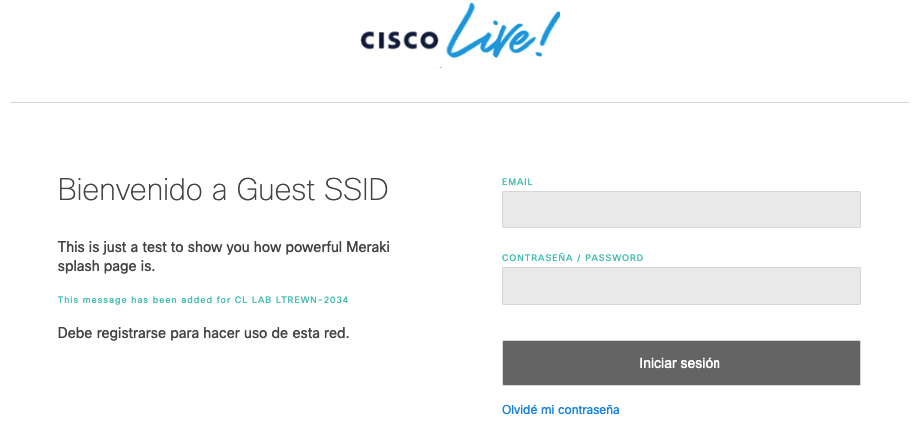 CISCO Live!
Bienvenido a Guest SSID
This is just a test to show you how powerful Meraki
splash page is.
This message has been added for CL LAB LTREWN-2034
Debe registrarse para hacer uso de esta red.
EMAIL
CONTRASEÑA / PASSWORD
Iniciar sesión
Olvidé mi contraseña